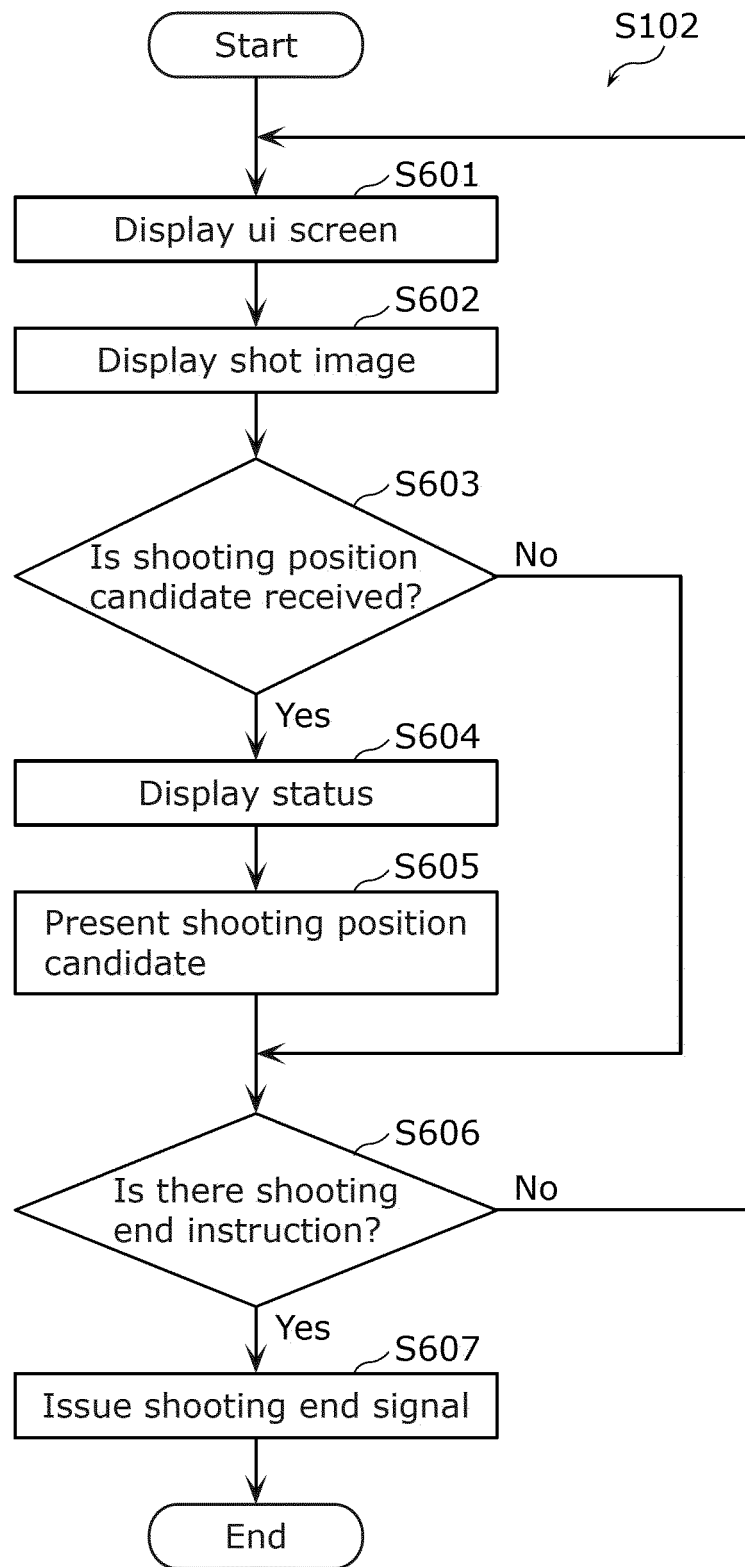 Start
S102
S601
Display ui screen
S602
Display shot image
S603
Is shooting position
candidate received?
No
Yes
S604
Display status
S605
Present shooting position
candidate
S606
Is there shooting
end instruction?
No
Yes
S607
Issue shooting end signal
End